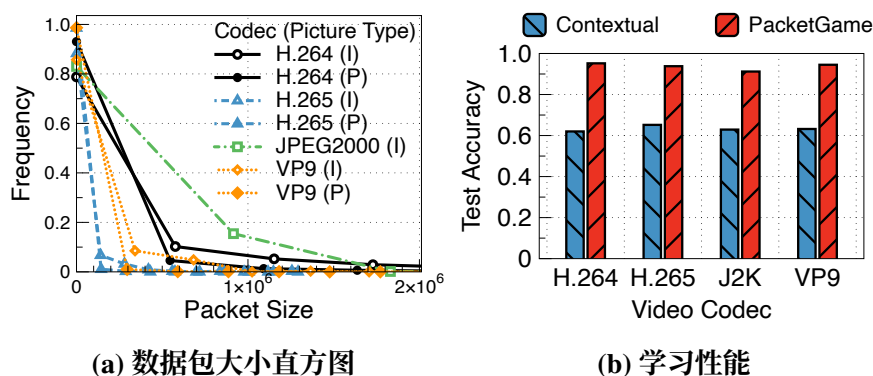 Codec (Picture Type)
H.264 (I)
H.264 (P)
H.265 (I)
H.265 (P)
JPEG2000 (I)
VP9 (I)
VP9 (P)
1.0
0.8
0.6
0.4
0.2
0
Frequency
0 1×10⁶ 2×10⁶
Packet Size
(a) 数据包大小直方图
Contextual PacketGame
1.0
0.8
0.6
0.4
0.2
0
Test Accuracy
H.264 H.265 J2K VP9
Video Codec
(b) 学习性能